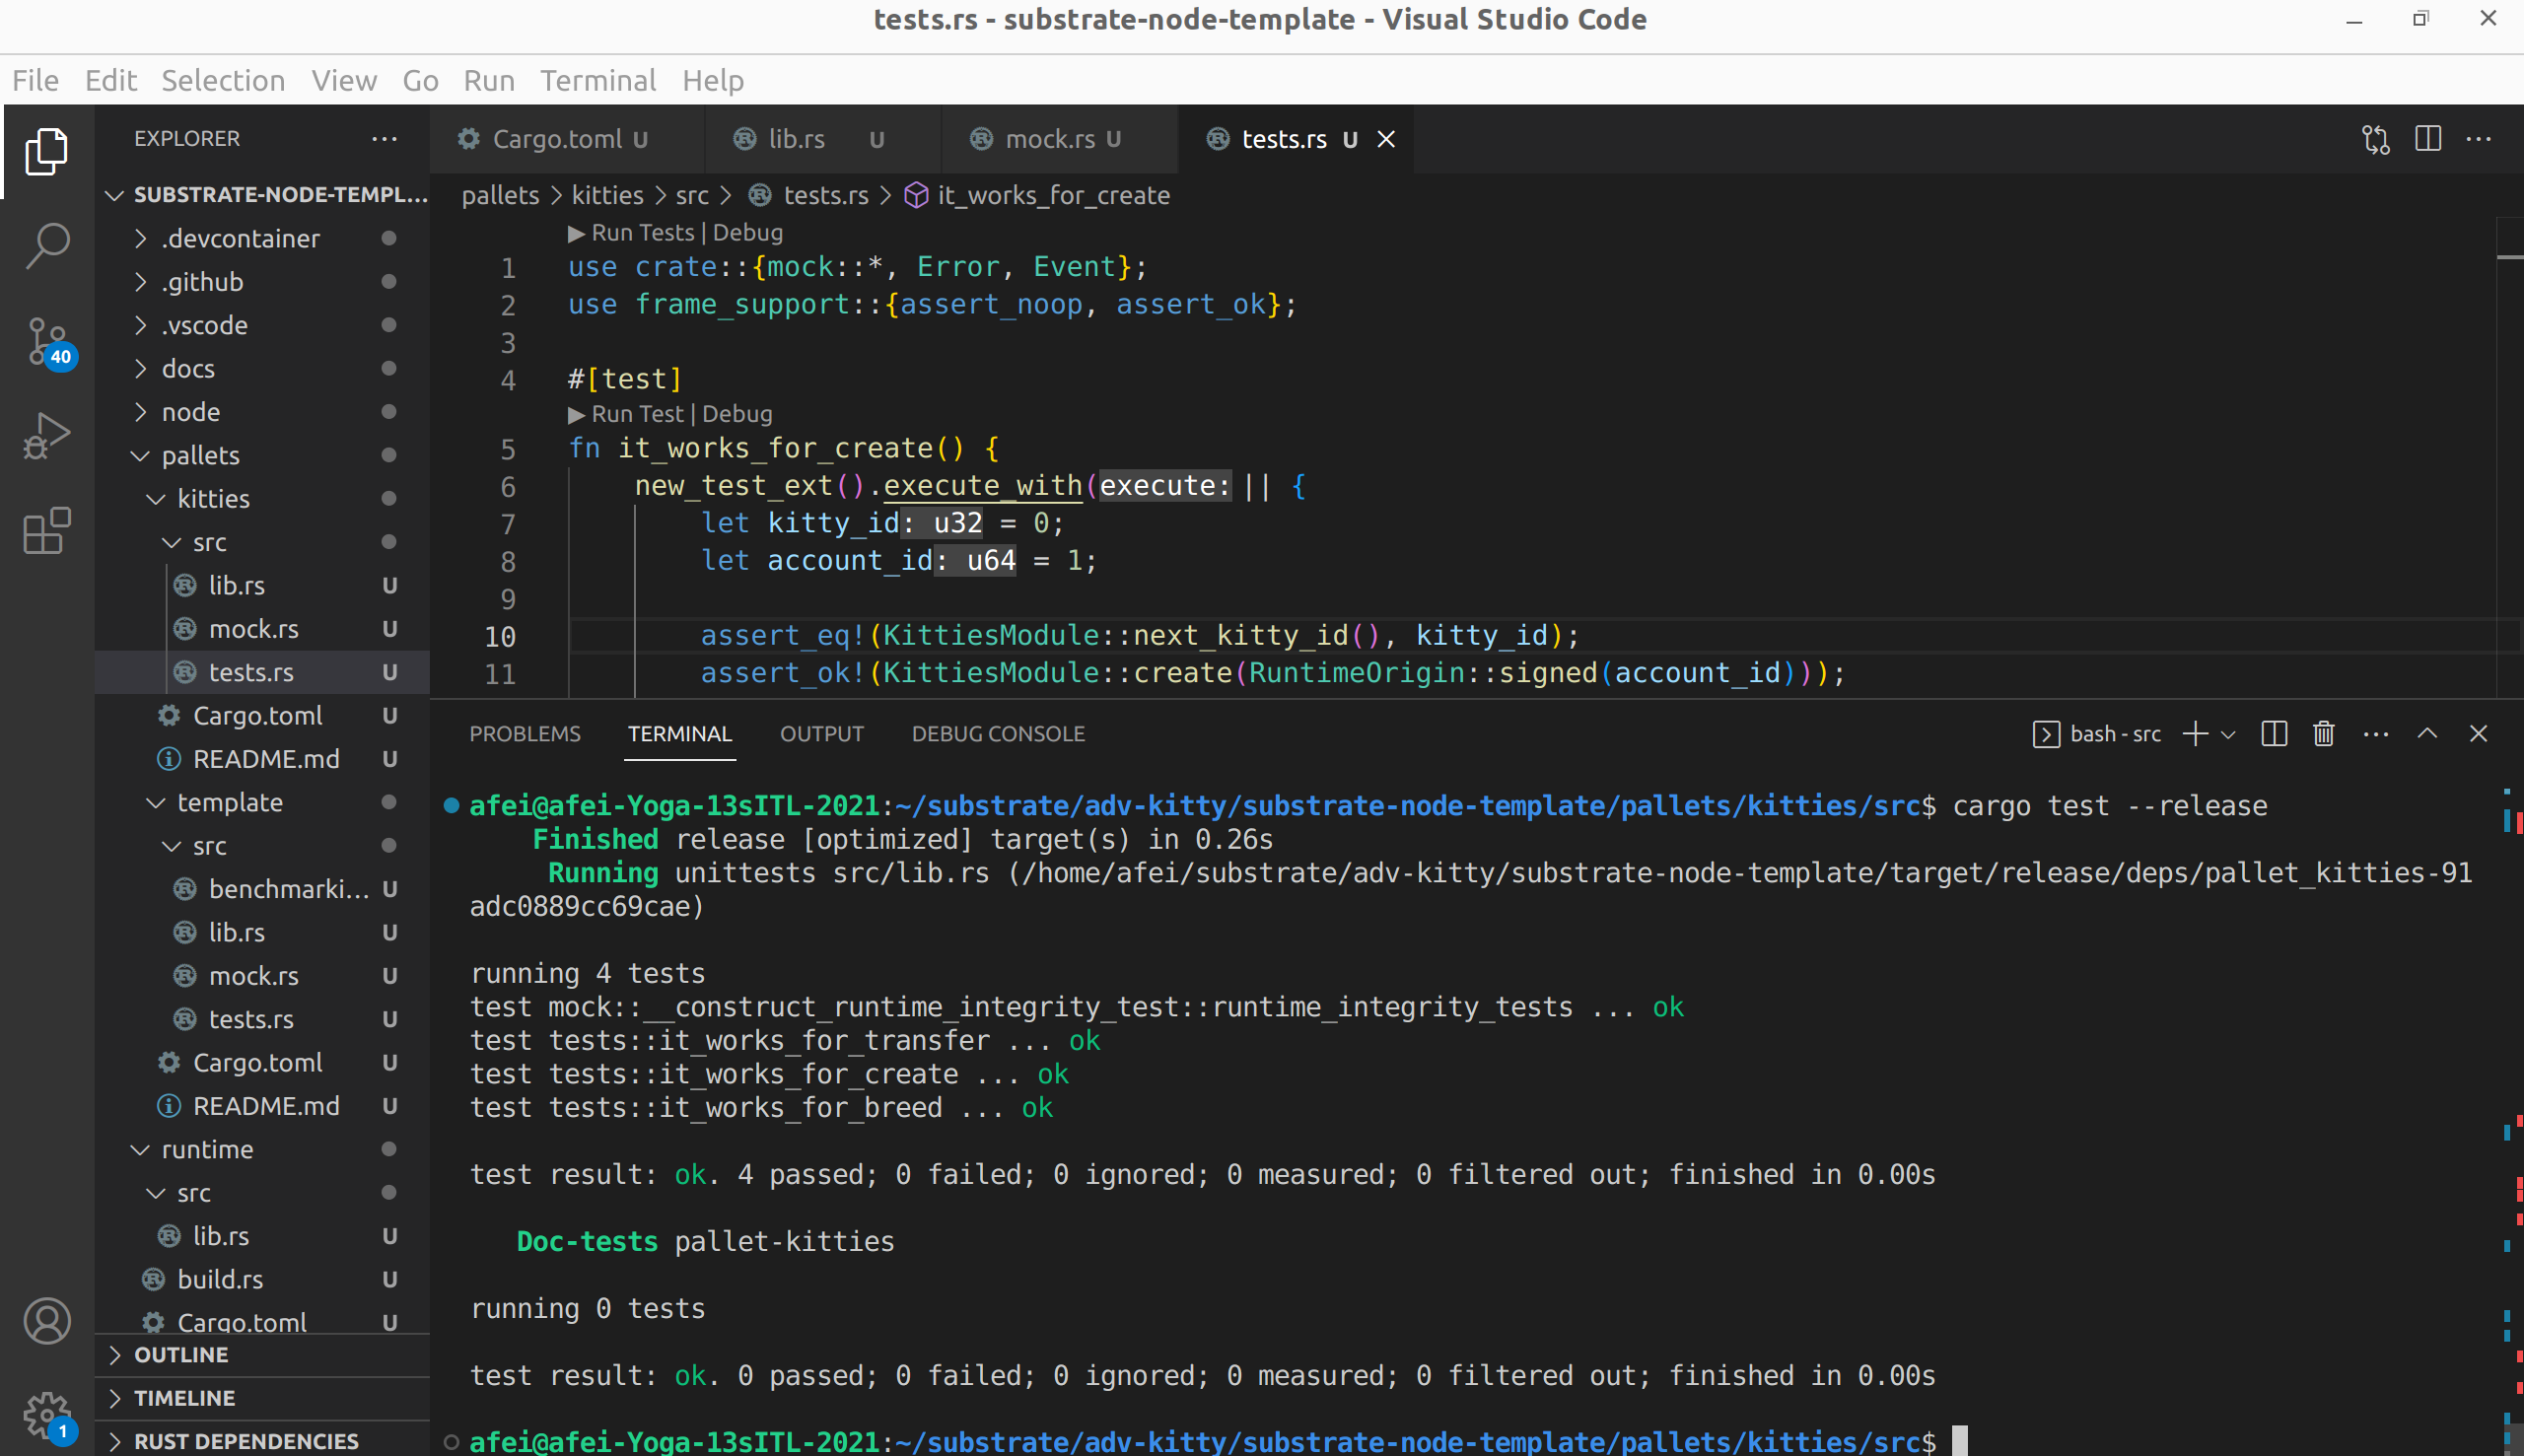 tests.rs - substrate-node-template - Visual Studio Code
File Edit Selection View Go Run Terminal Help
EXPLORER
SUBSTRATE-NODE-TEMPL...
.devcontainer
.github
.vscode
docs
node
pallets
kitties
src
lib.rs U
mock.rs U
tests.rs U
Cargo.toml U
README.md U
template
src
benchmarki... U
lib.rs U
mock.rs U
tests.rs U
Cargo.toml U
README.md U
runtime
src
lib.rs U
build.rs U
Cargo.toml U
OUTLINE
TIMELINE
RUST DEPENDENCIES
40
1
Cargo.toml U lib.rs U mock.rs U tests.rs U
pallets > kitties > src > tests.rs > it_works_for_create
▶ Run Tests | Debug
1 use crate::{mock::*, Error, Event};
2 use frame_support::{assert_noop, assert_ok};
3
4 #[test]
▶ Run Test | Debug
5 fn it_works_for_create() {
6 new_test_ext().execute_with(execute: || {
7 let kitty_id: u32 = 0;
8 let account_id: u64 = 1;
9
10 assert_eq!(KittiesModule::next_kitty_id(), kitty_id);
11 assert_ok!(KittiesModule::create(RuntimeOrigin::signed(account_id)));
PROBLEMS TERMINAL OUTPUT DEBUG CONSOLE bash - src
afei@afei-Yoga-13sITL-2021:~/substrate/adv-kitty/substrate-node-template/pallets/kitties/src$ cargo test --release
Finished release [optimized] target(s) in 0.26s
Running unittests src/lib.rs (/home/afei/substrate/adv-kitty/substrate-node-template/target/release/deps/pallet_kitties-91
adc0889cc69cae)
running 4 tests
test mock::__construct_runtime_integrity_test::runtime_integrity_tests ... ok
test tests::it_works_for_transfer ... ok
test tests::it_works_for_create ... ok
test tests::it_works_for_breed ... ok
test result: ok. 4 passed; 0 failed; 0 ignored; 0 measured; 0 filtered out; finished in 0.00s
Doc-tests pallet-kitties
running 0 tests
test result: ok. 0 passed; 0 failed; 0 ignored; 0 measured; 0 filtered out; finished in 0.00s
afei@afei-Yoga-13sITL-2021:~/substrate/adv-kitty/substrate-node-template/pallets/kitties/src$